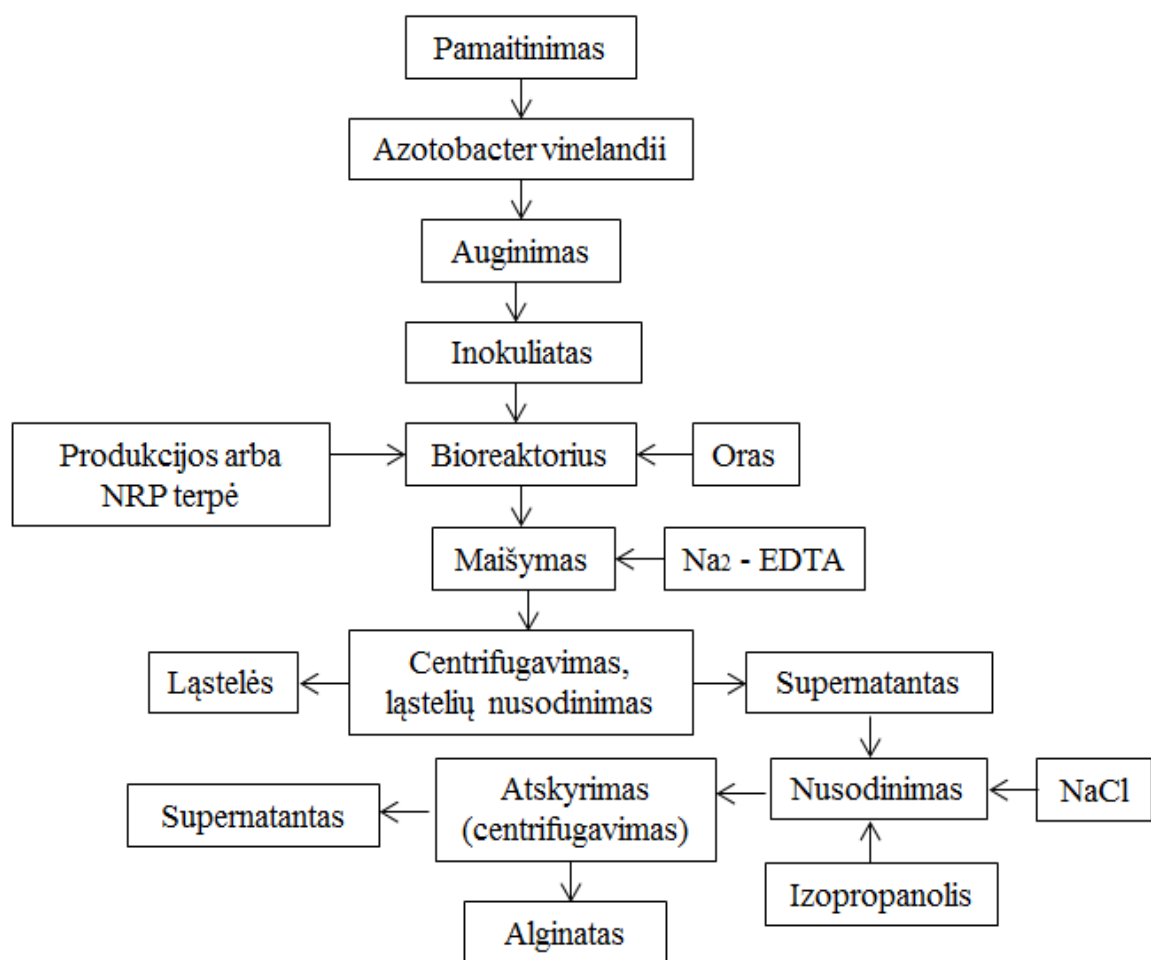 Pamaitinimas
Azotobacter vinelandii
Auginimas
Inokuliatas
Produkcijos arba
NRP terpė
Bioreaktorius
Oras
Maišymas
Na2 - EDTA
Ląstelės
Centrifugavimas,
ląstelių nusodinimas
Supernatantas
Supernatantas
Atskyrimas
(centrifugavimas)
Nusodinimas
NaCl
Izopropanolis
Alginatas